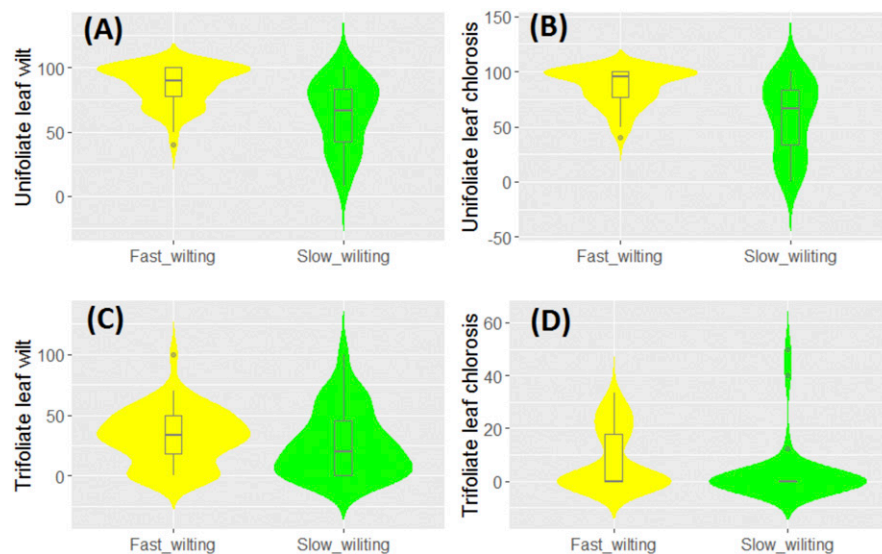 (A)
Unifoliate leaf wilt
100
50
0
Fast_wilting Slow_wiliting
(B)
Unifoliate leaf chlorosis
150
100
50
0
-50
Fast_wilting Slow_wiliting
(C)
Trifoliate leaf wilt
100
50
0
Fast_wilting Slow_wiliting
(D)
Trifoliate leaf chlorosis
60
40
20
0
Fast_wilting Slow_wiliting